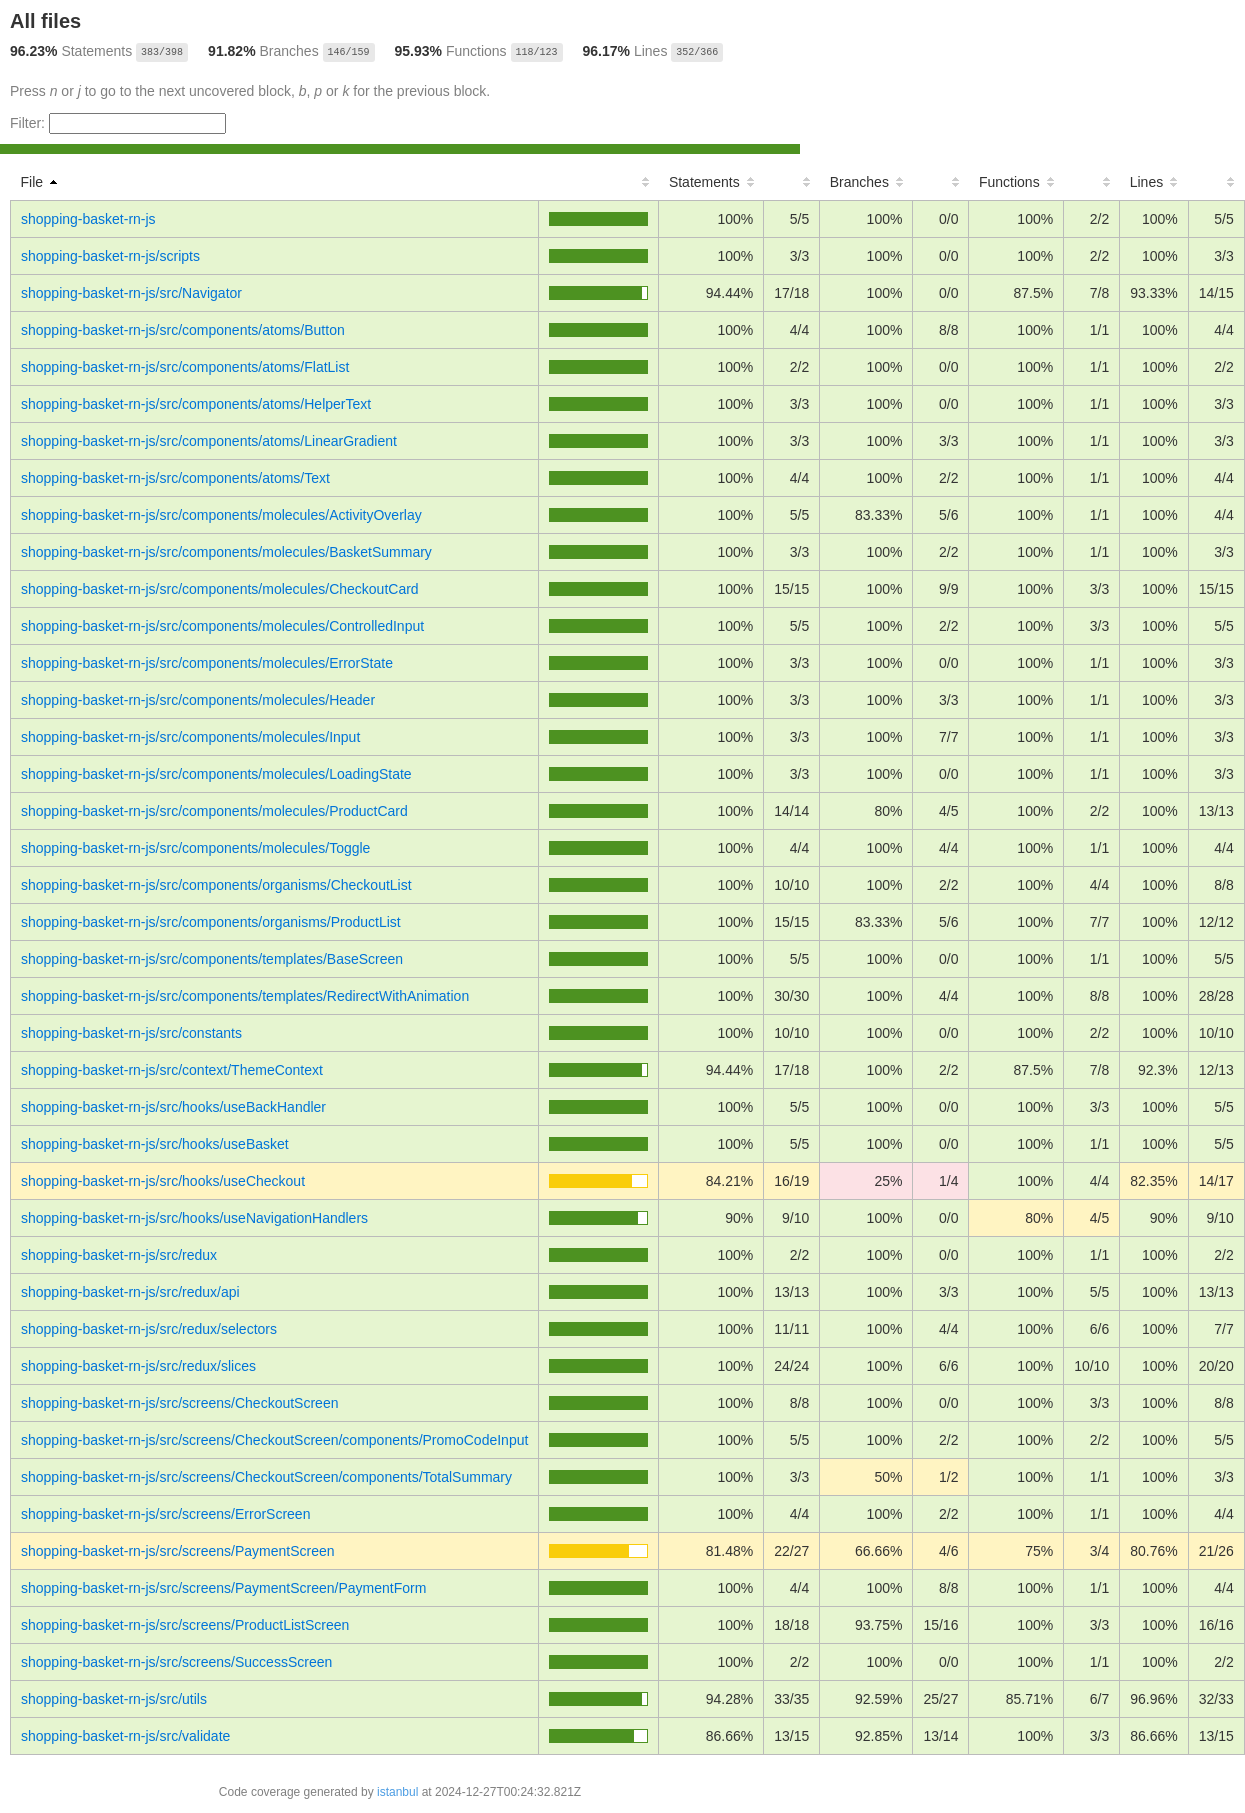 All files
96.23% Statements 383/398 91.82% Branches 146/159 95.93% Functions 118/123 96.17% Lines 352/366
Press n or j to go to the next uncovered block, b, p or k for the previous block.
Filter:
File Statements Branches Functions Lines
shopping-basket-rn-js 100% 5/5 100% 0/0 100% 2/2 100% 5/5
shopping-basket-rn-js/scripts 100% 3/3 100% 0/0 100% 2/2 100% 3/3
shopping-basket-rn-js/src/Navigator 94.44% 17/18 100% 0/0 87.5% 7/8 93.33% 14/15
shopping-basket-rn-js/src/components/atoms/Button 100% 4/4 100% 8/8 100% 1/1 100% 4/4
shopping-basket-rn-js/src/components/atoms/FlatList 100% 2/2 100% 0/0 100% 1/1 100% 2/2
shopping-basket-rn-js/src/components/atoms/HelperText 100% 3/3 100% 0/0 100% 1/1 100% 3/3
shopping-basket-rn-js/src/components/atoms/LinearGradient 100% 3/3 100% 3/3 100% 1/1 100% 3/3
shopping-basket-rn-js/src/components/atoms/Text 100% 4/4 100% 2/2 100% 1/1 100% 4/4
shopping-basket-rn-js/src/components/molecules/ActivityOverlay 100% 5/5 83.33% 5/6 100% 1/1 100% 4/4
shopping-basket-rn-js/src/components/molecules/BasketSummary 100% 3/3 100% 2/2 100% 1/1 100% 3/3
shopping-basket-rn-js/src/components/molecules/CheckoutCard 100% 15/15 100% 9/9 100% 3/3 100% 15/15
shopping-basket-rn-js/src/components/molecules/ControlledInput 100% 5/5 100% 2/2 100% 3/3 100% 5/5
shopping-basket-rn-js/src/components/molecules/ErrorState 100% 3/3 100% 0/0 100% 1/1 100% 3/3
shopping-basket-rn-js/src/components/molecules/Header 100% 3/3 100% 3/3 100% 1/1 100% 3/3
shopping-basket-rn-js/src/components/molecules/Input 100% 3/3 100% 7/7 100% 1/1 100% 3/3
shopping-basket-rn-js/src/components/molecules/LoadingState 100% 3/3 100% 0/0 100% 1/1 100% 3/3
shopping-basket-rn-js/src/components/molecules/ProductCard 100% 14/14 80% 4/5 100% 2/2 100% 13/13
shopping-basket-rn-js/src/components/molecules/Toggle 100% 4/4 100% 4/4 100% 1/1 100% 4/4
shopping-basket-rn-js/src/components/organisms/CheckoutList 100% 10/10 100% 2/2 100% 4/4 100% 8/8
shopping-basket-rn-js/src/components/organisms/ProductList 100% 15/15 83.33% 5/6 100% 7/7 100% 12/12
shopping-basket-rn-js/src/components/templates/BaseScreen 100% 5/5 100% 0/0 100% 1/1 100% 5/5
shopping-basket-rn-js/src/components/templates/RedirectWithAnimation 100% 30/30 100% 4/4 100% 8/8 100% 28/28
shopping-basket-rn-js/src/constants 100% 10/10 100% 0/0 100% 2/2 100% 10/10
shopping-basket-rn-js/src/context/ThemeContext 94.44% 17/18 100% 2/2 87.5% 7/8 92.3% 12/13
shopping-basket-rn-js/src/hooks/useBackHandler 100% 5/5 100% 0/0 100% 3/3 100% 5/5
shopping-basket-rn-js/src/hooks/useBasket 100% 5/5 100% 0/0 100% 1/1 100% 5/5
shopping-basket-rn-js/src/hooks/useCheckout 84.21% 16/19 25% 1/4 100% 4/4 82.35% 14/17
shopping-basket-rn-js/src/hooks/useNavigationHandlers 90% 9/10 100% 0/0 80% 4/5 90% 9/10
shopping-basket-rn-js/src/redux 100% 2/2 100% 0/0 100% 1/1 100% 2/2
shopping-basket-rn-js/src/redux/api 100% 13/13 100% 3/3 100% 5/5 100% 13/13
shopping-basket-rn-js/src/redux/selectors 100% 11/11 100% 4/4 100% 6/6 100% 7/7
shopping-basket-rn-js/src/redux/slices 100% 24/24 100% 6/6 100% 10/10 100% 20/20
shopping-basket-rn-js/src/screens/CheckoutScreen 100% 8/8 100% 0/0 100% 3/3 100% 8/8
shopping-basket-rn-js/src/screens/CheckoutScreen/components/PromoCodeInput 100% 5/5 100% 2/2 100% 2/2 100% 5/5
shopping-basket-rn-js/src/screens/CheckoutScreen/components/TotalSummary 100% 3/3 50% 1/2 100% 1/1 100% 3/3
shopping-basket-rn-js/src/screens/ErrorScreen 100% 4/4 100% 2/2 100% 1/1 100% 4/4
shopping-basket-rn-js/src/screens/PaymentScreen 81.48% 22/27 66.66% 4/6 75% 3/4 80.76% 21/26
shopping-basket-rn-js/src/screens/PaymentScreen/PaymentForm 100% 4/4 100% 8/8 100% 1/1 100% 4/4
shopping-basket-rn-js/src/screens/ProductListScreen 100% 18/18 93.75% 15/16 100% 3/3 100% 16/16
shopping-basket-rn-js/src/screens/SuccessScreen 100% 2/2 100% 0/0 100% 1/1 100% 2/2
shopping-basket-rn-js/src/utils 94.28% 33/35 92.59% 25/27 85.71% 6/7 96.96% 32/33
shopping-basket-rn-js/src/validate 86.66% 13/15 92.85% 13/14 100% 3/3 86.66% 13/15
Code coverage generated by istanbul at 2024-12-27T00:24:32.821Z